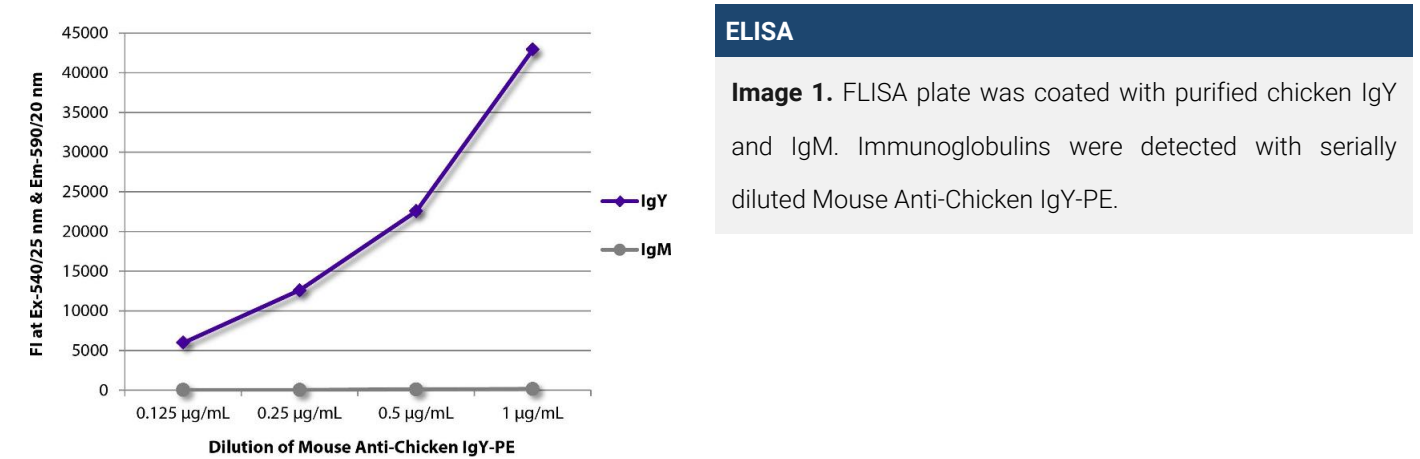 45000
40000
35000
30000
25000
20000
15000
10000
5000
0
FI at Ex-540/25 nm & Em-590/20 nm
0.125 µg/mL 0.25 µg/mL 0.5 µg/mL 1 µg/mL
Dilution of Mouse Anti-Chicken IgY-PE
IgY
IgM
ELISA
Image 1. FLISA plate was coated with purified chicken IgY
and IgM. Immunoglobulins were detected with serially
diluted Mouse Anti-Chicken IgY-PE.